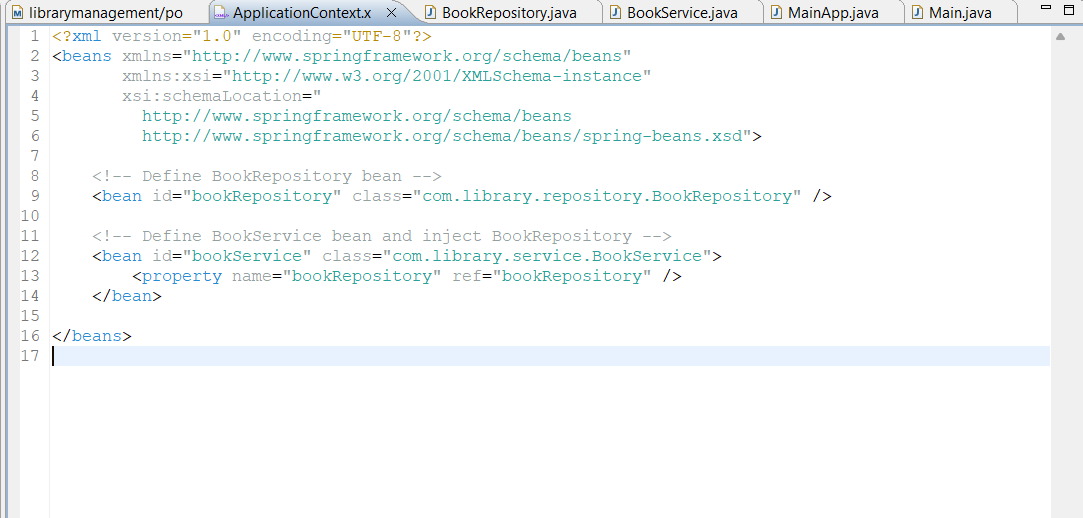 librarymanagement/po ApplicationContext.x BookRepository.java BookService.java MainApp.java Main.java
1 <?xml version="1.0" encoding="UTF-8"?>
2 <beans xmlns="http://www.springframework.org/schema/beans"
3        xmlns:xsi="http://www.w3.org/2001/XMLSchema-instance"
4        xsi:schemaLocation="
5          http://www.springframework.org/schema/beans
6          http://www.springframework.org/schema/beans/spring-beans.xsd">
7
8     <!-- Define BookRepository bean -->
9     <bean id="bookRepository" class="com.library.repository.BookRepository" />
10
11     <!-- Define BookService bean and inject BookRepository -->
12     <bean id="bookService" class="com.library.service.BookService">
13         <property name="bookRepository" ref="bookRepository" />
14     </bean>
15
16 </beans>
17